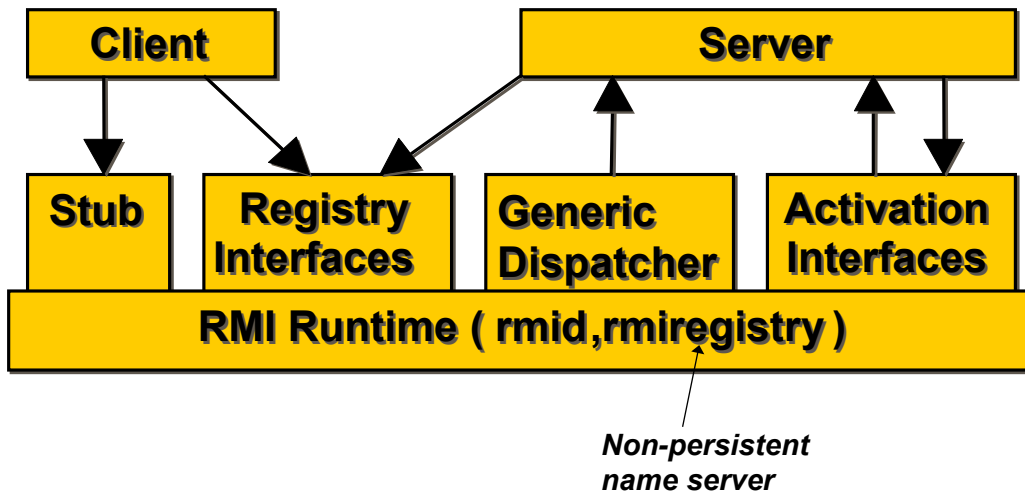 Client
Server
Stub
Registry
Interfaces
Generic
Dispatcher
Activation
Interfaces
RMI Runtime ( rmid,rmiregistry )
Non-persistent
name server